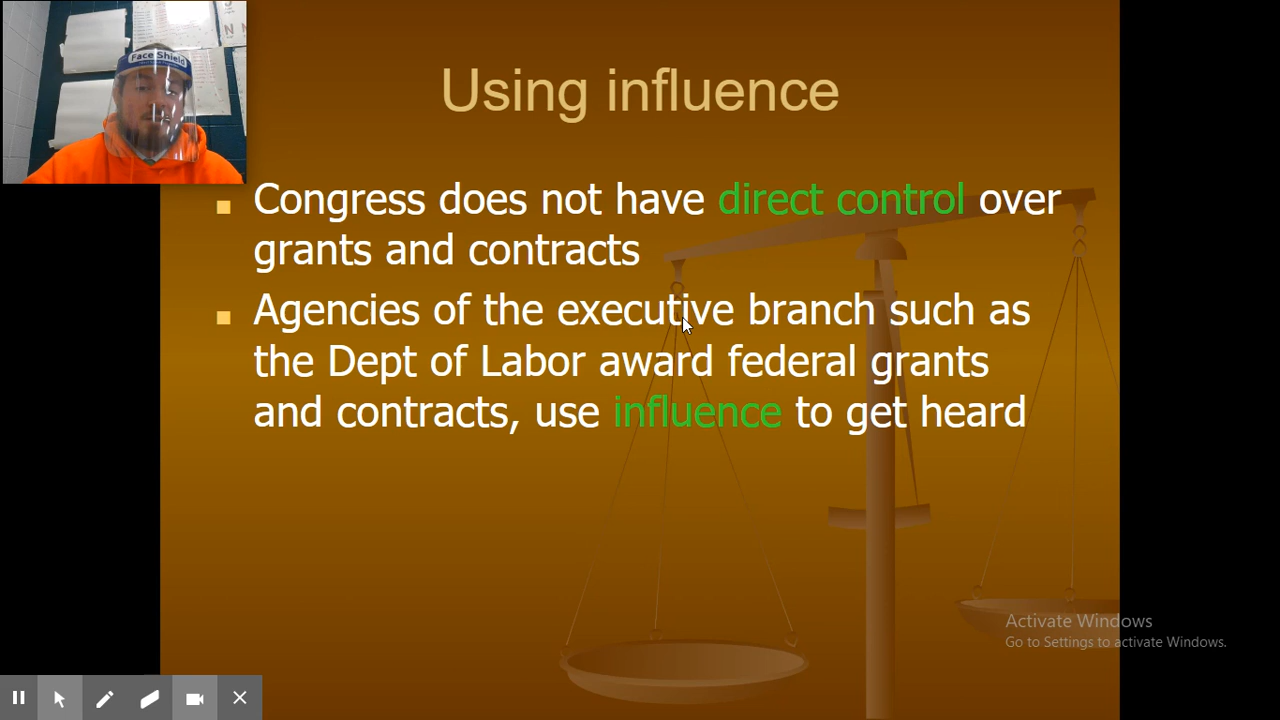 Face Shield
Using influence
Congress does not have direct control over
grants and contracts
Agencies of the executive branch such as
the Dept of Labor award federal grants
and contracts, use influence to get heard
Activate Windows
Go to Settings to activate Windows.